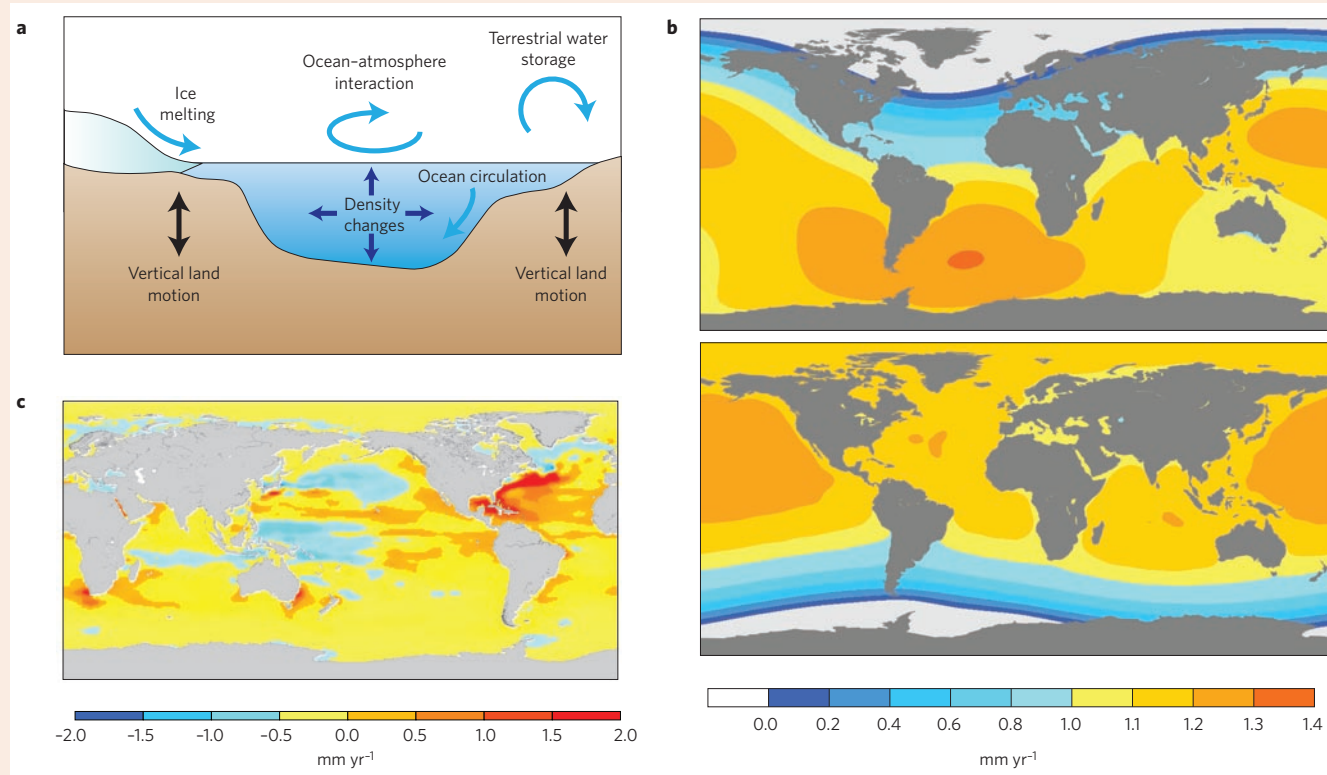 a
Ice
melting
Ocean–atmosphere
interaction
Terrestrial water
storage
Ocean circulation
Density
changes
Vertical land
motion
Vertical land
motion
b
c
–2.0 –1.5 –1.0 –0.5 0.0 0.5 1.0 1.5 2.0
mm yr⁻¹
0.0 0.2 0.4 0.6 0.8 1.0 1.1 1.2 1.3 1.4
mm yr⁻¹